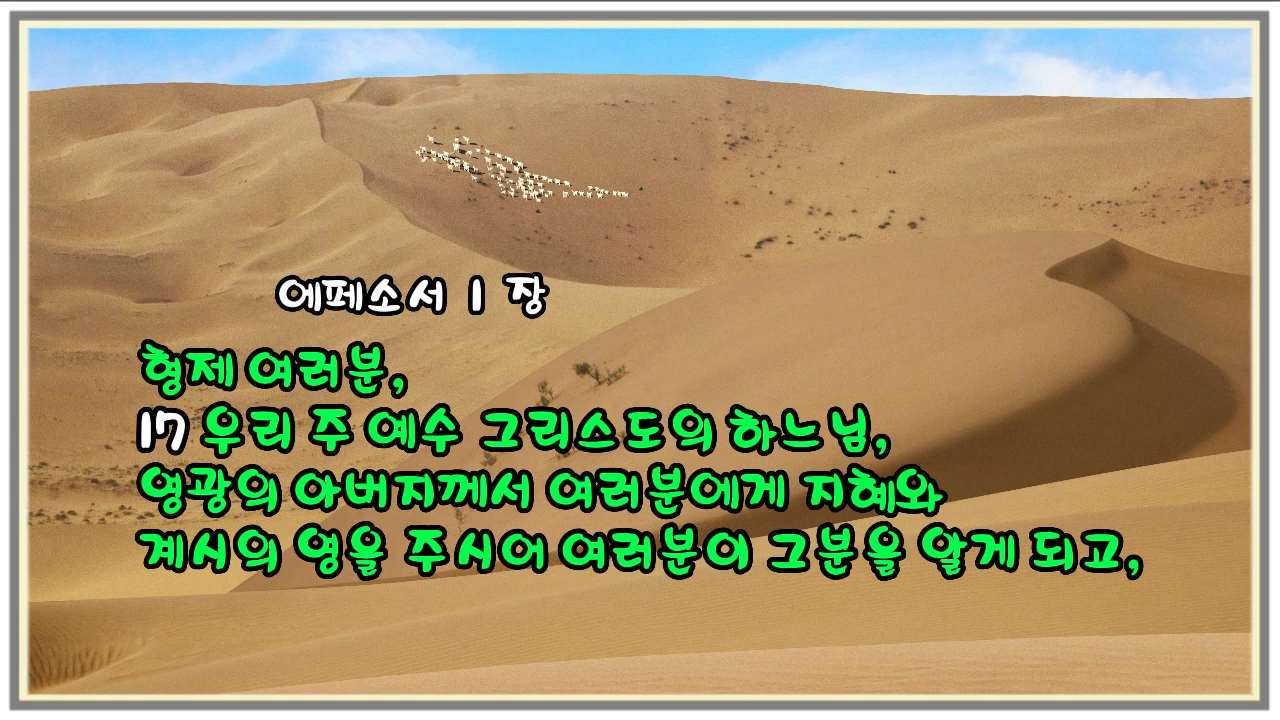 에페소서 1 장
형제 여러분,
17 우리 주 예수 그리스도의 하느님,
영광의 아버지께서 여러분에게 지혜와
계시의 영을 주시어 여러분이 그분을 알게 되고,